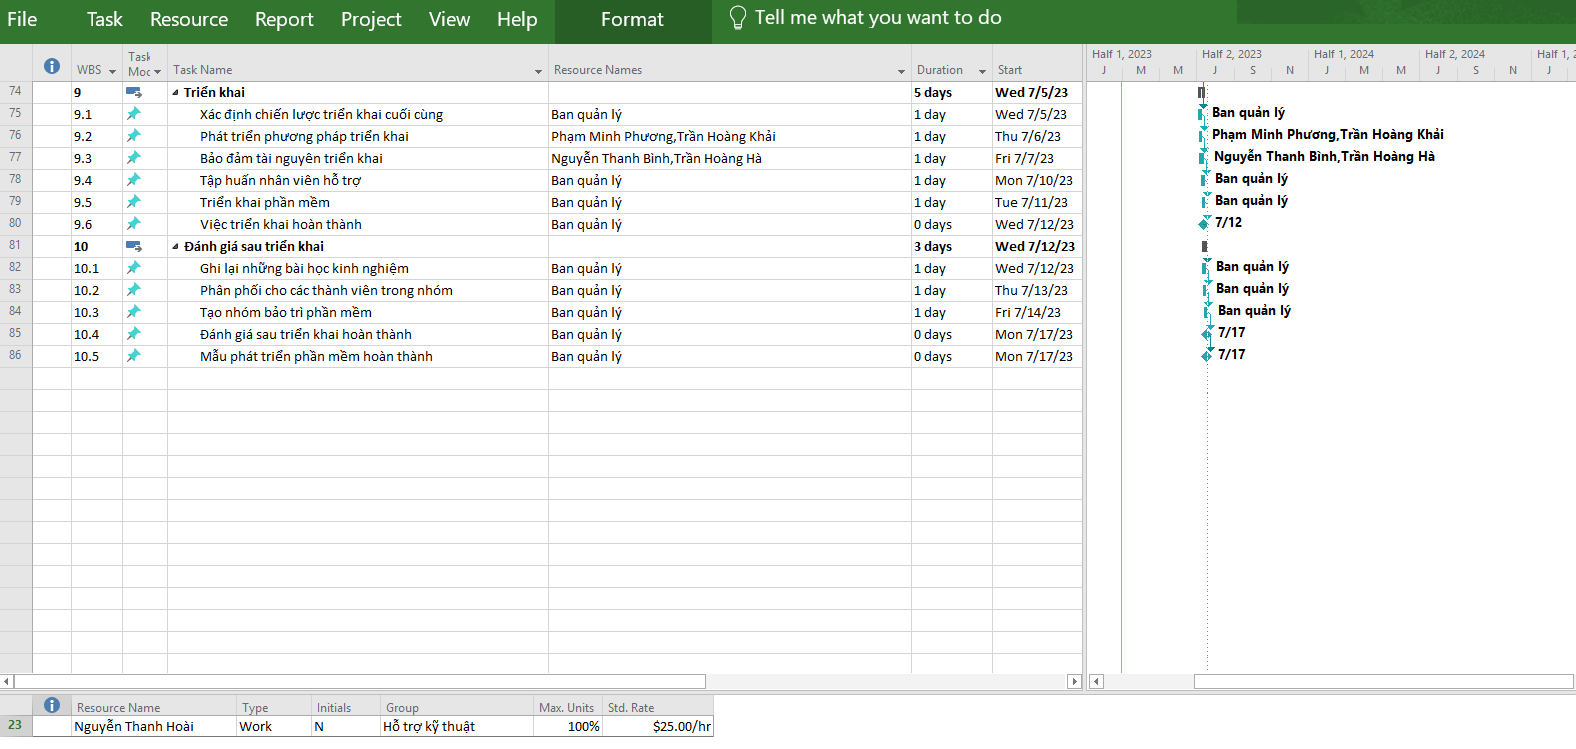 File Task Resource Report Project View Help Format Tell me what you want to do
WBS Task Mod Task Name Resource Names Duration Start
Half 1, 2023 Half 2, 2023 Half 1, 2024 Half 2, 2024 Half 1, 2
J M M J S N J M M J S N J
74 9 Triển khai 5 days Wed 7/5/23
75 9.1 Xác định chiến lược triển khai cuối cùng Ban quản lý 1 day Wed 7/5/23 Ban quản lý
76 9.2 Phát triển phương pháp triển khai Phạm Minh Phương,Trần Hoàng Khải 1 day Thu 7/6/23 Phạm Minh Phương,Trần Hoàng Khải
77 9.3 Bảo đảm tài nguyên triển khai Nguyễn Thanh Bình,Trần Hoàng Hà 1 day Fri 7/7/23 Nguyễn Thanh Bình,Trần Hoàng Hà
78 9.4 Tập huấn nhân viên hỗ trợ Ban quản lý 1 day Mon 7/10/23 Ban quản lý
79 9.5 Triển khai phần mềm Ban quản lý 1 day Tue 7/11/23 Ban quản lý
80 9.6 Việc triển khai hoàn thành Ban quản lý 0 days Wed 7/12/23 7/12
81 10 Đánh giá sau triển khai 3 days Wed 7/12/23
82 10.1 Ghi lại những bài học kinh nghiệm Ban quản lý 1 day Wed 7/12/23 Ban quản lý
83 10.2 Phân phối cho các thành viên trong nhóm Ban quản lý 1 day Thu 7/13/23 Ban quản lý
84 10.3 Tạo nhóm bảo trì phần mềm Ban quản lý 1 day Fri 7/14/23 Ban quản lý
85 10.4 Đánh giá sau triển khai hoàn thành Ban quản lý 0 days Mon 7/17/23 7/17
86 10.5 Mẫu phát triển phần mềm hoàn thành Ban quản lý 0 days Mon 7/17/23 7/17
Resource Name Type Initials Group Max. Units Std. Rate
23 Nguyễn Thanh Hoài Work N Hỗ trợ kỹ thuật 100% $25.00/hr